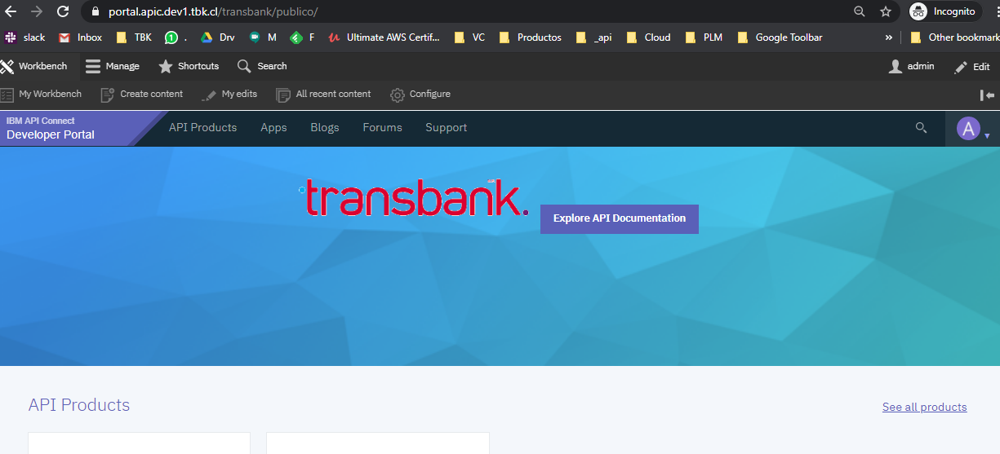 portal.apic.dev1.tbk.cl/transbank/publico/ Incognito
slack Inbox TBK 1 . Drv M F Ultimate AWS Certif... VC Productos _api Cloud PLM Google Toolbar » Other bookmark
Workbench Manage Shortcuts Search admin Edit
My Workbench Create content My edits All recent content Configure
IBM API Connect
Developer Portal API Products Apps Blogs Forums Support A
transbank.
Explore API Documentation
API Products See all products